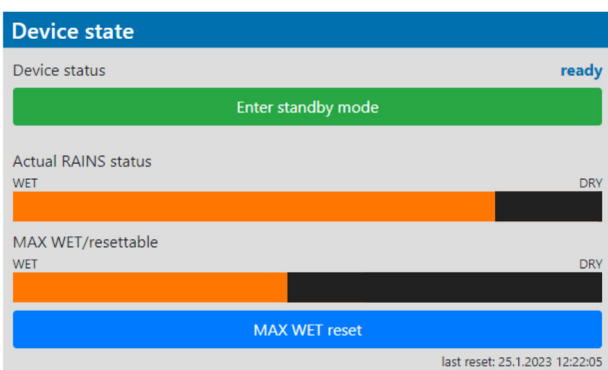 Device state
Device status ready
Enter standby mode
Actual RAINS status
WET DRY
MAX WET/resettable
WET DRY
MAX WET reset
last reset: 25.1.2023 12:22:05